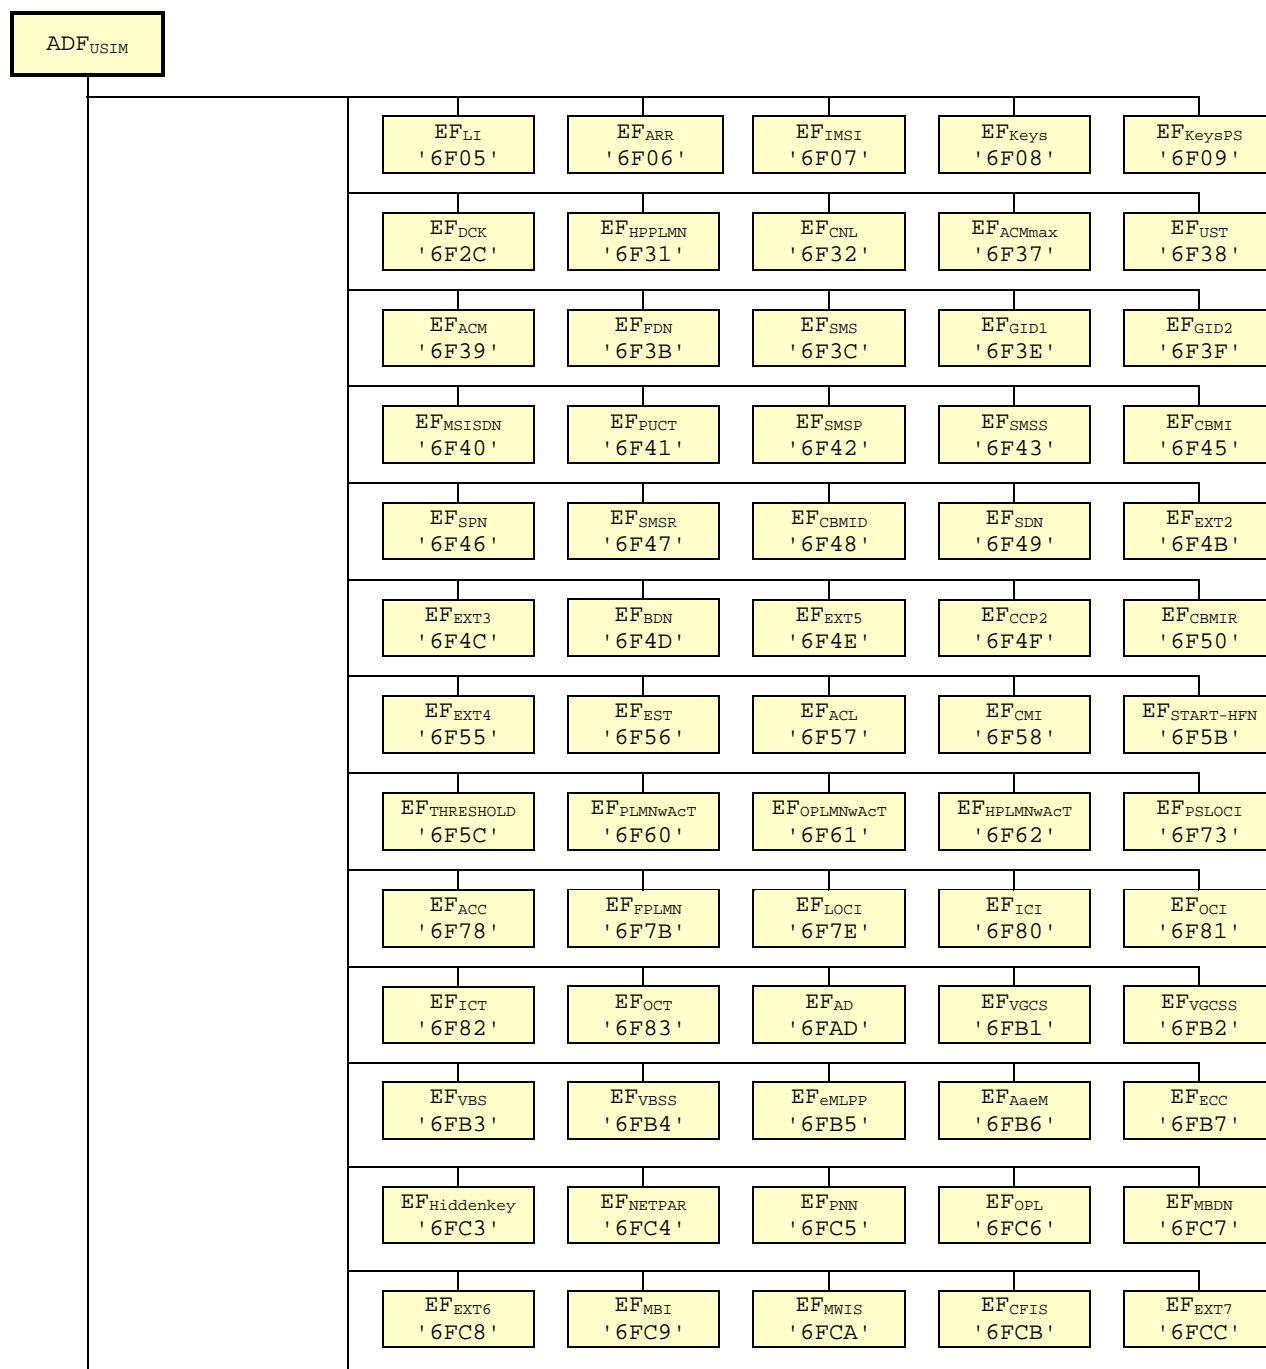 ADFUSIM
EFLI EFARR EFIMSI EFKeys EFKeysPS
'6F05' '6F06' '6F07' '6F08' '6F09'
EFDCK EFHPPLMN EFCNL EFACMmax EFUST
'6F2C' '6F31' '6F32' '6F37' '6F38'
EFACM EFFDN EFSMS EFGID1 EFGID2
'6F39' '6F3B' '6F3C' '6F3E' '6F3F'
EFMSISDN EFPUCT EFSMSP EFSMSS EFCBMI
'6F40' '6F41' '6F42' '6F43' '6F45'
EFSPN EFSMSR EFCBMID EFSDN EFEXT2
'6F46' '6F47' '6F48' '6F49' '6F4B'
EFEXT3 EFBDN EFEXT5 EFCCP2 EFCBMIR
'6F4C' '6F4D' '6F4E' '6F4F' '6F50'
EFEXT4 EFEST EFACL EFCMI EFSTART-HFN
'6F55' '6F56' '6F57' '6F58' '6F5B'
EFTHRESHOLD EFPLMNwAcT EFOPLMNwAcT EFHPLMNwAcT EFPSLOCI
'6F5C' '6F60' '6F61' '6F62' '6F73'
EFACC EFFPLMN EFLOCI EFICI EFOCI
'6F78' '6F7B' '6F7E' '6F80' '6F81'
EFICT EFOCT EFAD EFVGCS EFVGCSS
'6F82' '6F83' '6FAD' '6FB1' '6FB2'
EFVBS EFVBSS EFeMLPP EFAaeM EFECC
'6FB3' '6FB4' '6FB5' '6FB6' '6FB7'
EFHiddenkey EFNETPAR EFPNN EFOPL EFMBDN
'6FC3' '6FC4' '6FC5' '6FC6' '6FC7'
EFEXT6 EFMBI EFMWIS EFCFIS EFEXT7
'6FC8' '6FC9' '6FCA' '6FCB' '6FCC'